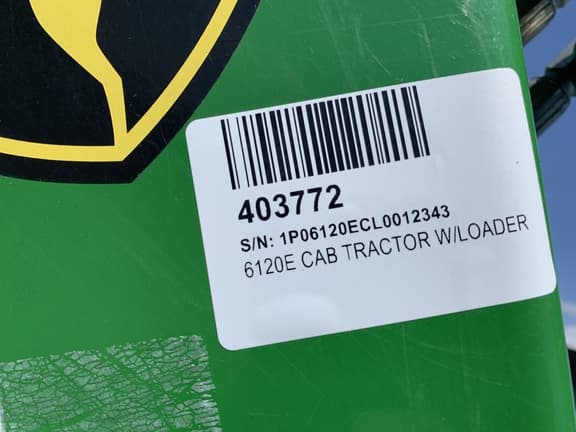 403772
S/N: 1P06120ECL0012343
6120E CAB TRACTOR W/LOADER